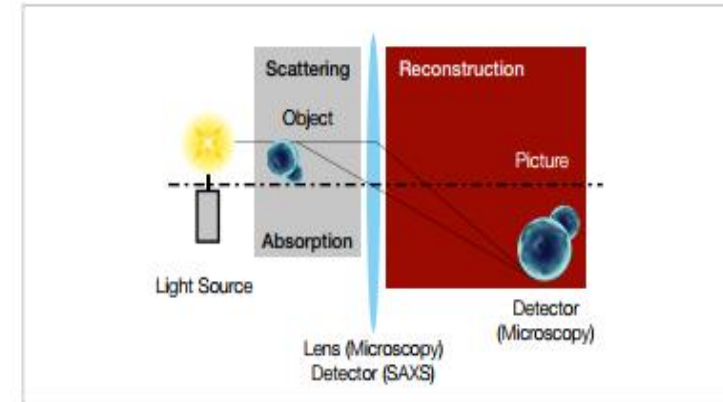 Scattering
Reconstruction
Object
Picture
Absorption
Light Source
Detector
(Microscopy)
Lens (Microscopy)
Detector (SAXS)